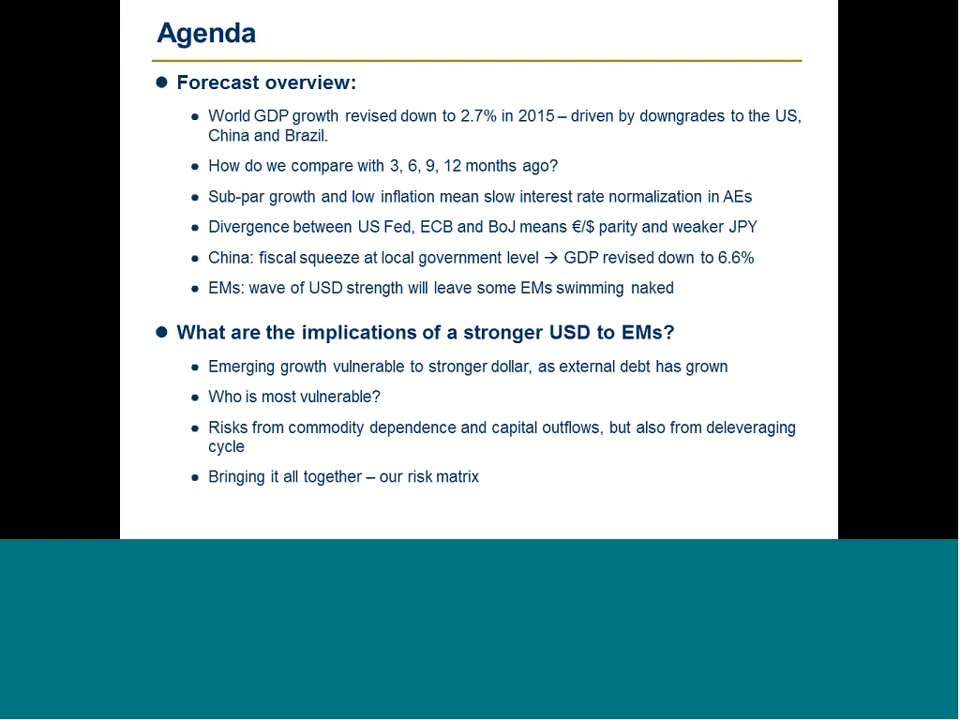 Agenda
● Forecast overview:
● World GDP growth revised down to 2.7% in 2015 – driven by downgrades to the US,
China and Brazil.
● How do we compare with 3, 6, 9, 12 months ago?
● Sub-par growth and low inflation mean slow interest rate normalization in AEs
● Divergence between US Fed, ECB and BoJ means €/$ parity and weaker JPY
● China: fiscal squeeze at local government level → GDP revised down to 6.6%
● EMs: wave of USD strength will leave some EMs swimming naked
● What are the implications of a stronger USD to EMs?
● Emerging growth vulnerable to stronger dollar, as external debt has grown
● Who is most vulnerable?
● Risks from commodity dependence and capital outflows, but also from deleveraging
cycle
● Bringing it all together – our risk matrix